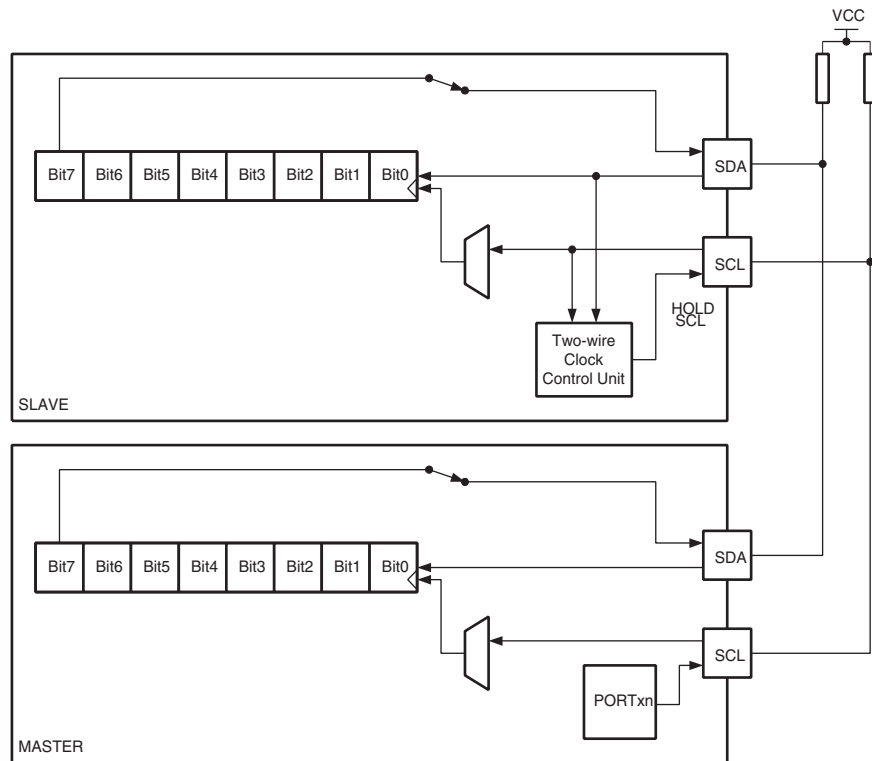 VCC
Bit7 Bit6 Bit5 Bit4 Bit3 Bit2 Bit1 Bit0
SDA
SCL
HOLD
SCL
Two-wire
Clock
Control Unit
SLAVE
Bit7 Bit6 Bit5 Bit4 Bit3 Bit2 Bit1 Bit0
SDA
SCL
PORTxn
MASTER